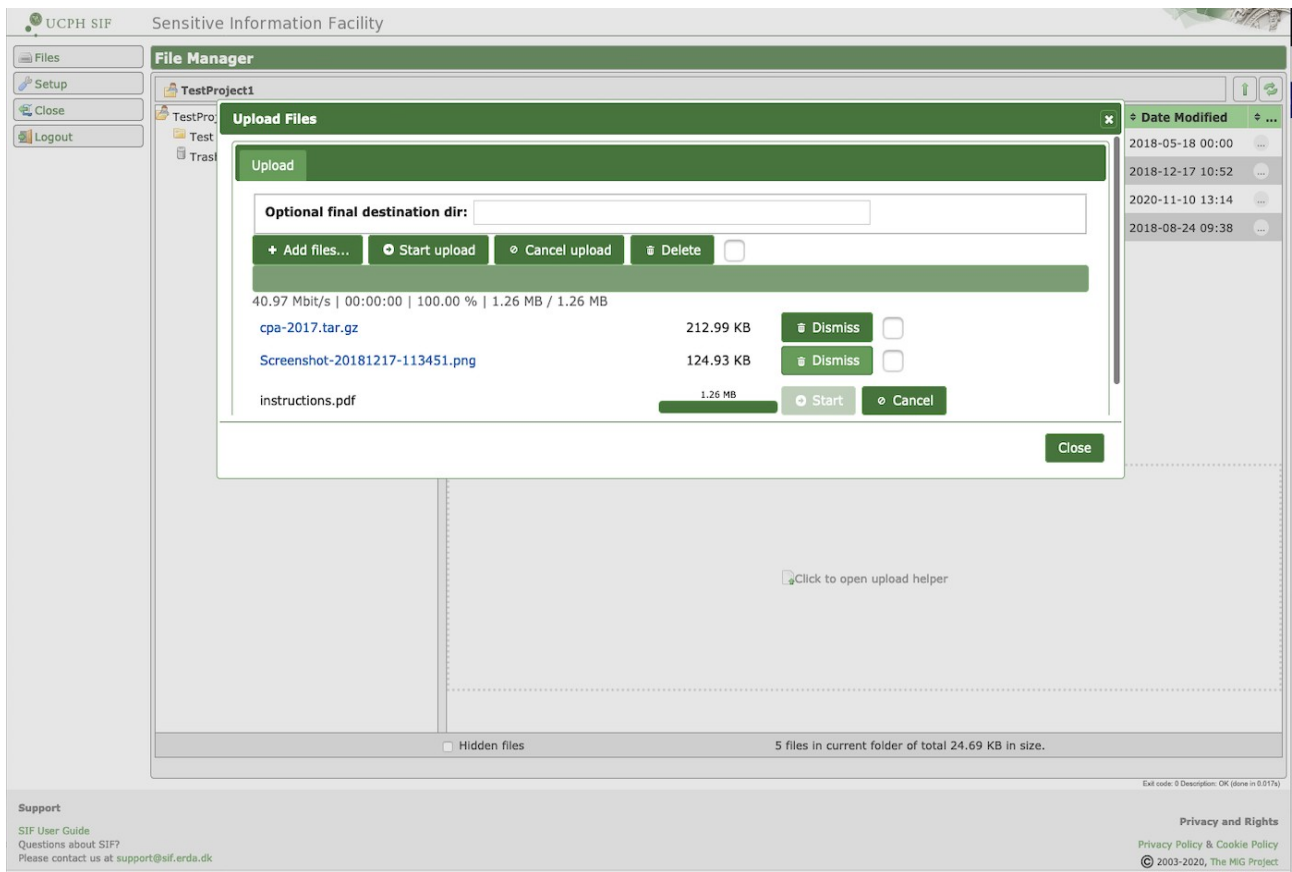 UCPH SIF Sensitive Information Facility
Files
Setup
Close
Logout
File Manager
TestProject1
TestProj
Test
Trash
Date Modified ...
2018-05-18 00:00 ...
2018-12-17 10:52 ...
2020-11-10 13:14 ...
2018-08-24 09:38 ...
Upload Files
Upload
Optional final destination dir:
Add files... Start upload Cancel upload Delete
40.97 Mbit/s | 00:00:00 | 100.00 % | 1.26 MB / 1.26 MB
cpa-2017.tar.gz 212.99 KB Dismiss
Screenshot-20181217-113451.png 124.93 KB Dismiss
instructions.pdf 1.26 MB Start Cancel
Close
Click to open upload helper
Hidden files 5 files in current folder of total 24.69 KB in size.
Exit code: 0 Description: OK (done in 0.017s)
Support
SIF User Guide
Questions about SIF?
Please contact us at support@sif.erda.dk
Privacy and Rights
Privacy Policy & Cookie Policy
© 2003-2020, The MiG Project